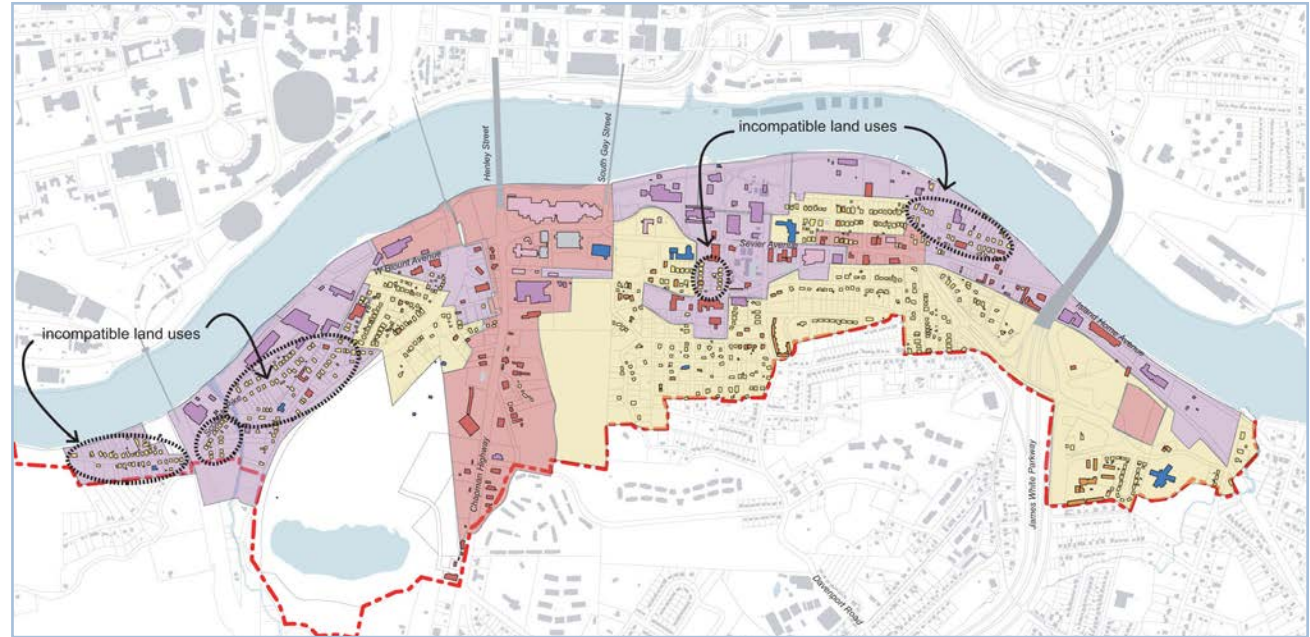 incompatible land uses
Henley Street
South Gay Street
W Blount Avenue
Sevier Avenue
incompatible land uses
Island Home Avenue
Chapman Highway
James White Parkway
Davenport Road